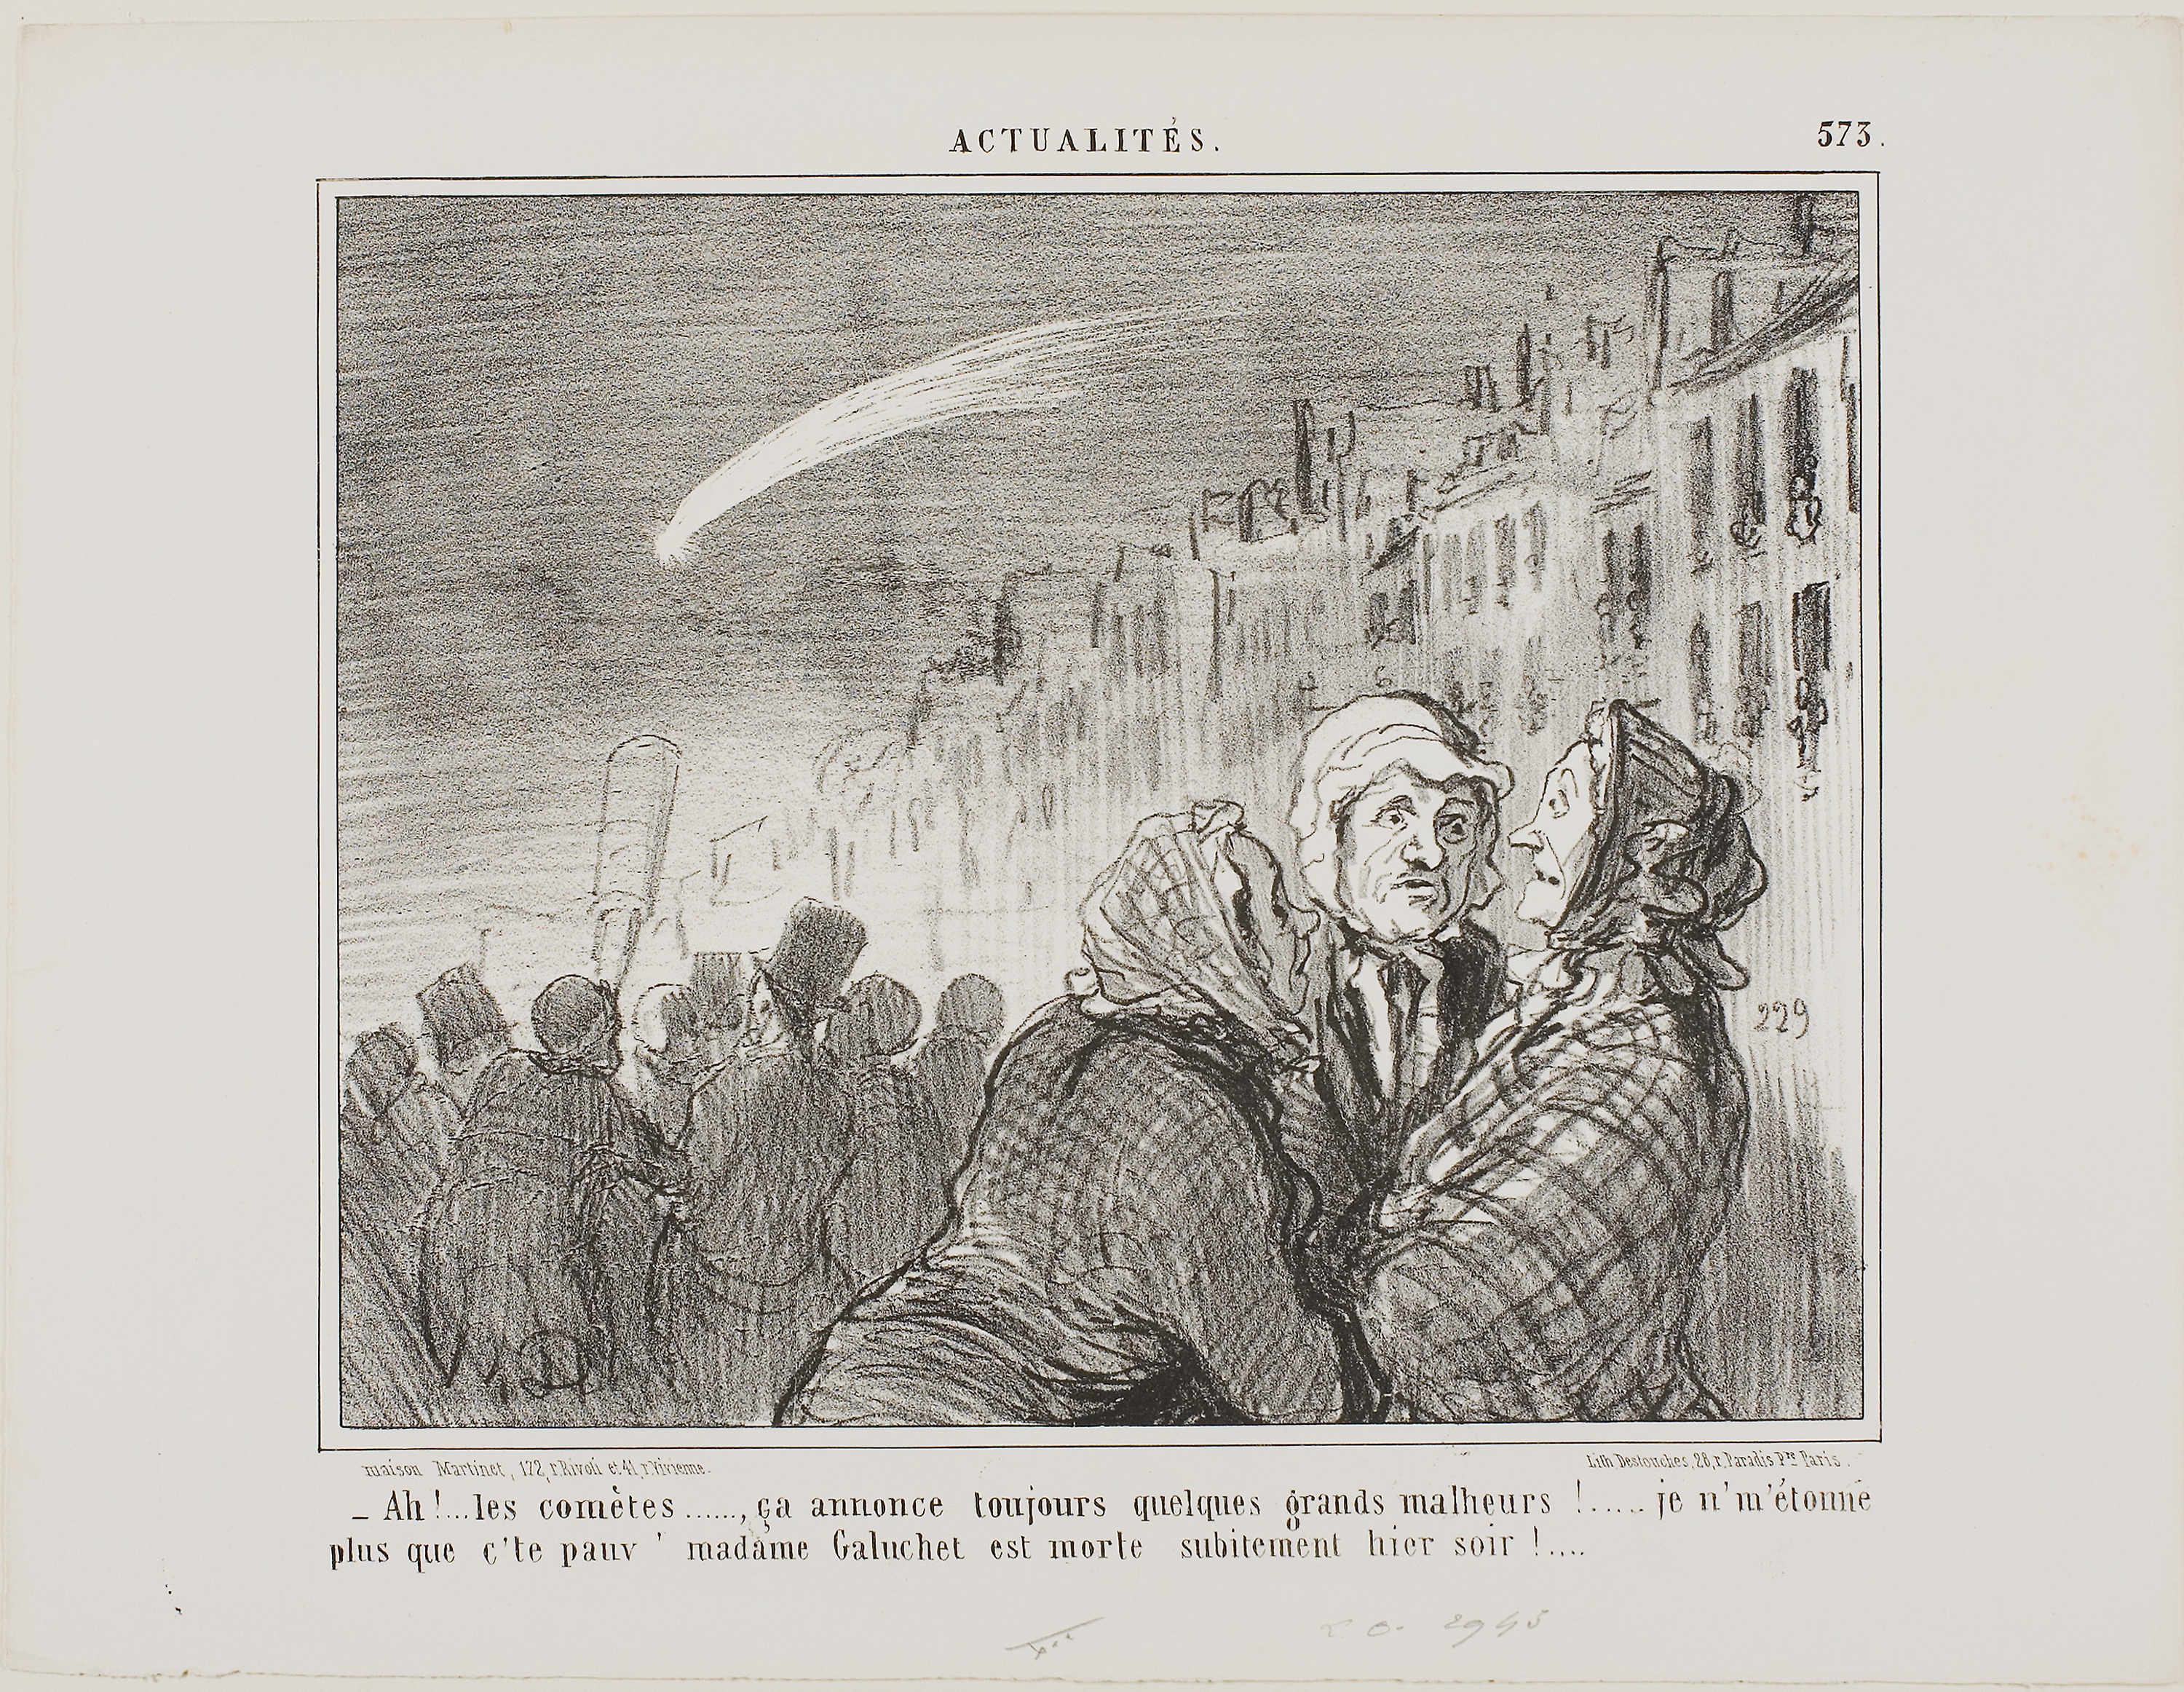 ACTUALITÉS.
573.
229
h.D
maison Martinet, 172, r. Rivoli et 41, r. Vivienne.
Lith Destouches, 28, r. Paradis Pre Paris.
_ Ah !...les comètes ......, ça annonce toujours quelques grands malheurs !..... je n'm'étonne
plus que c'te pauv ' madame Galuchet est morte subitement hier soir !....
2943